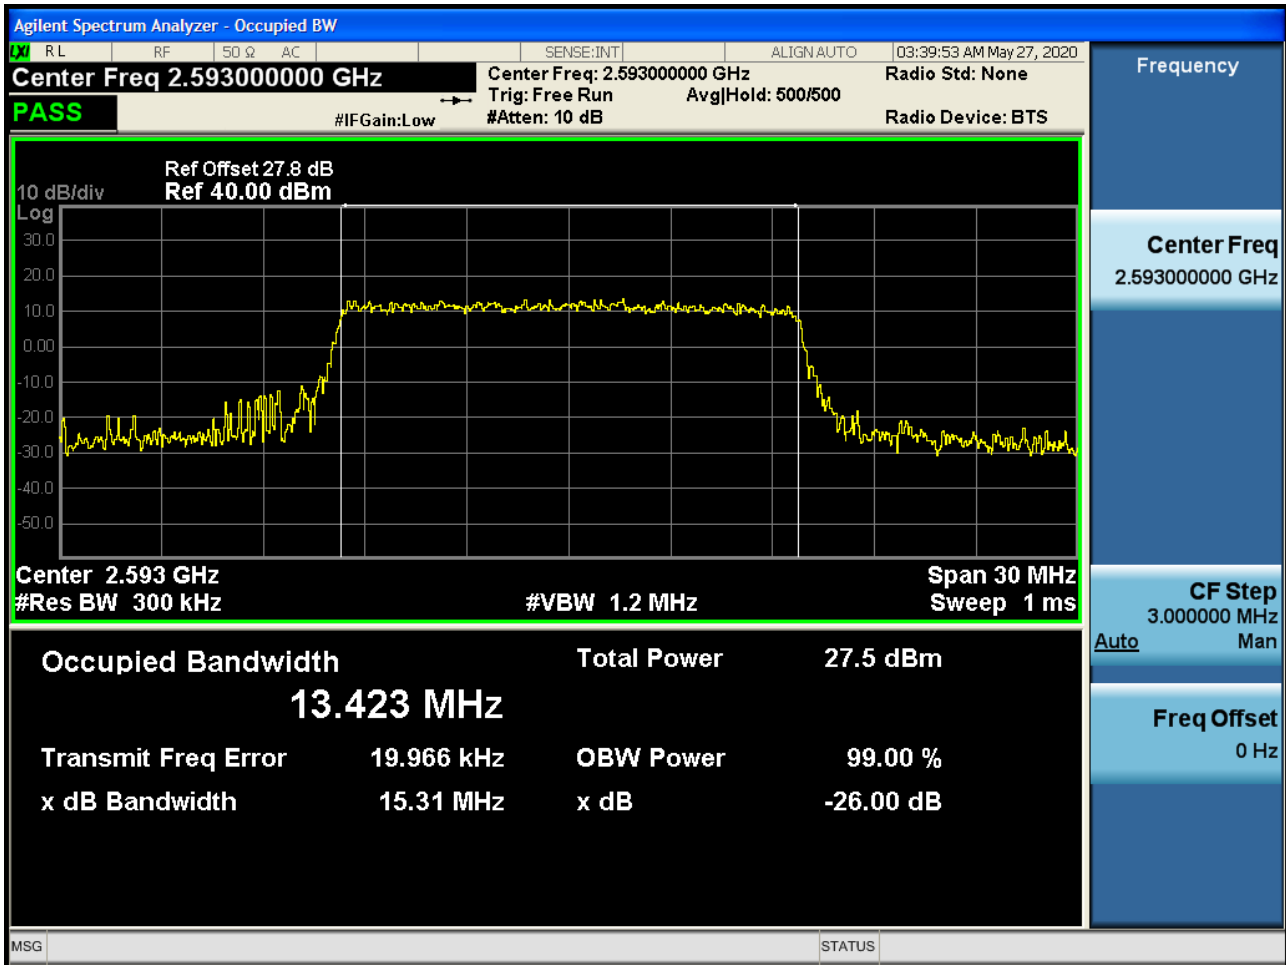 Agilent Spectrum Analyzer - Occupied BW
LXI RL RF 50 Ω AC SENSE:INT ALIGN AUTO 03:39:53 AM May 27, 2020
Center Freq 2.593000000 GHz
Center Freq: 2.593000000 GHz
Radio Std: None
Trig: Free Run Avg|Hold: 500/500
PASS
#IFGain:Low
#Atten: 10 dB
Radio Device: BTS
Ref Offset 27.8 dB
10 dB/div Ref 40.00 dBm
Log
30.0
20.0
10.0
0.00
-10.0
-20.0
-30.0
-40.0
-50.0
Center 2.593 GHz Span 30 MHz
#Res BW 300 kHz #VBW 1.2 MHz Sweep 1 ms
Occupied Bandwidth Total Power 27.5 dBm
13.423 MHz
Transmit Freq Error 19.966 kHz OBW Power 99.00 %
x dB Bandwidth 15.31 MHz x dB -26.00 dB
MSG STATUS
Frequency
Center Freq
2.593000000 GHz
CF Step
3.000000 MHz
Auto Man
Freq Offset
0 Hz